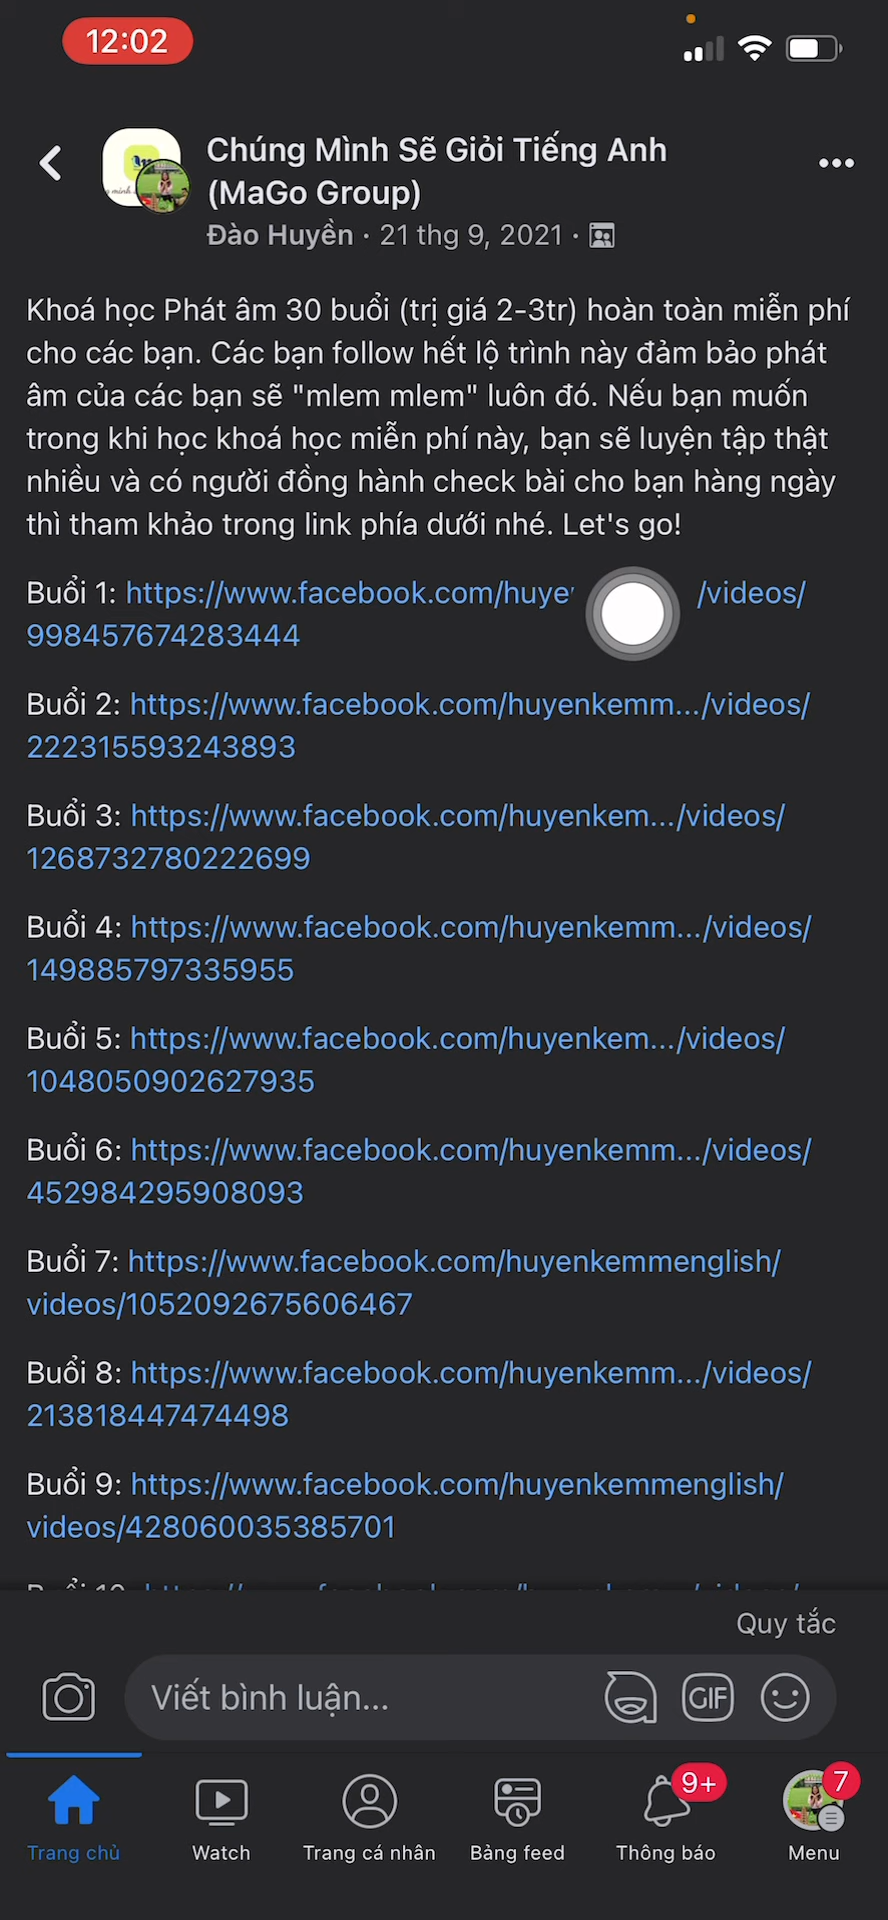 12:02
Chúng Mình Sẽ Giỏi Tiếng Anh
(MaGo Group)
Đào Huyền · 21 thg 9, 2021 ·
Khoá học Phát âm 30 buổi (trị giá 2-3tr) hoàn toàn miễn phí
cho các bạn. Các bạn follow hết lộ trình này đảm bảo phát
âm của các bạn sẽ "mlem mlem" luôn đó. Nếu bạn muốn
trong khi học khoá học miễn phí này, bạn sẽ luyện tập thật
nhiều và có người đồng hành check bài cho bạn hàng ngày
thì tham khảo trong link phía dưới nhé. Let's go!
Buổi 1: https://www.facebook.com/huye /videos/
998457674283444
Buổi 2: https://www.facebook.com/huyenkemm.../videos/
222315593243893
Buổi 3: https://www.facebook.com/huyenkem.../videos/
1268732780222699
Buổi 4: https://www.facebook.com/huyenkemm.../videos/
149885797335955
Buổi 5: https://www.facebook.com/huyenkem.../videos/
1048050902627935
Buổi 6: https://www.facebook.com/huyenkemm.../videos/
452984295908093
Buổi 7: https://www.facebook.com/huyenkemmenglish/
videos/1052092675606467
Buổi 8: https://www.facebook.com/huyenkemm.../videos/
213818447474498
Buổi 9: https://www.facebook.com/huyenkemmenglish/
videos/428060035385701
Quy tắc
Viết bình luận...
GIF
9+
7
Trang chủ Watch Trang cá nhân Bảng feed Thông báo Menu